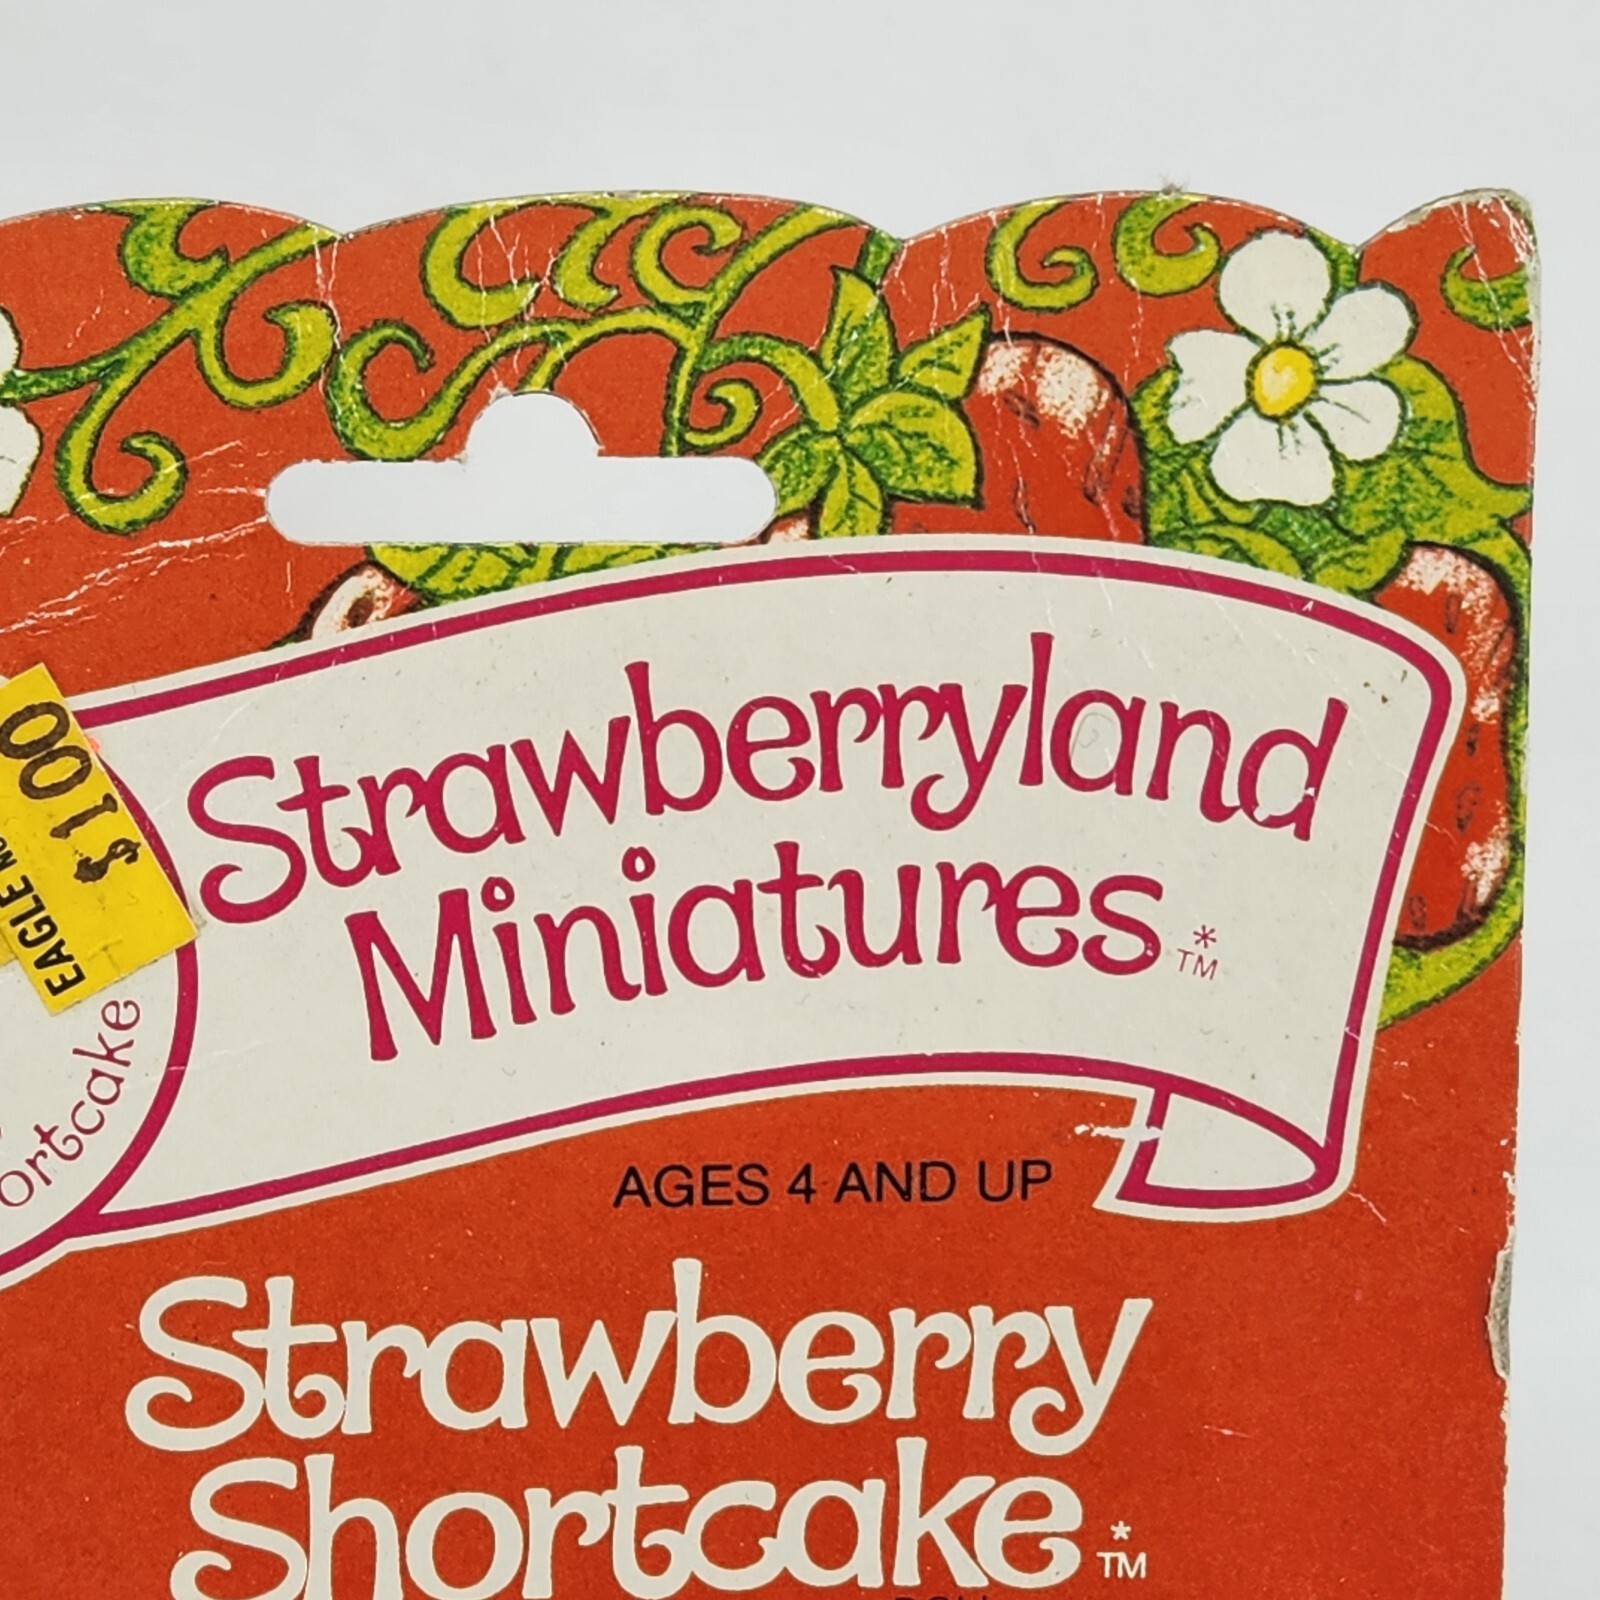 Strawberryland
Miniatures*
TM
$1 00
EAGLE
ortcake
AGES 4 AND UP
Strawberry
Shortcake*
TM